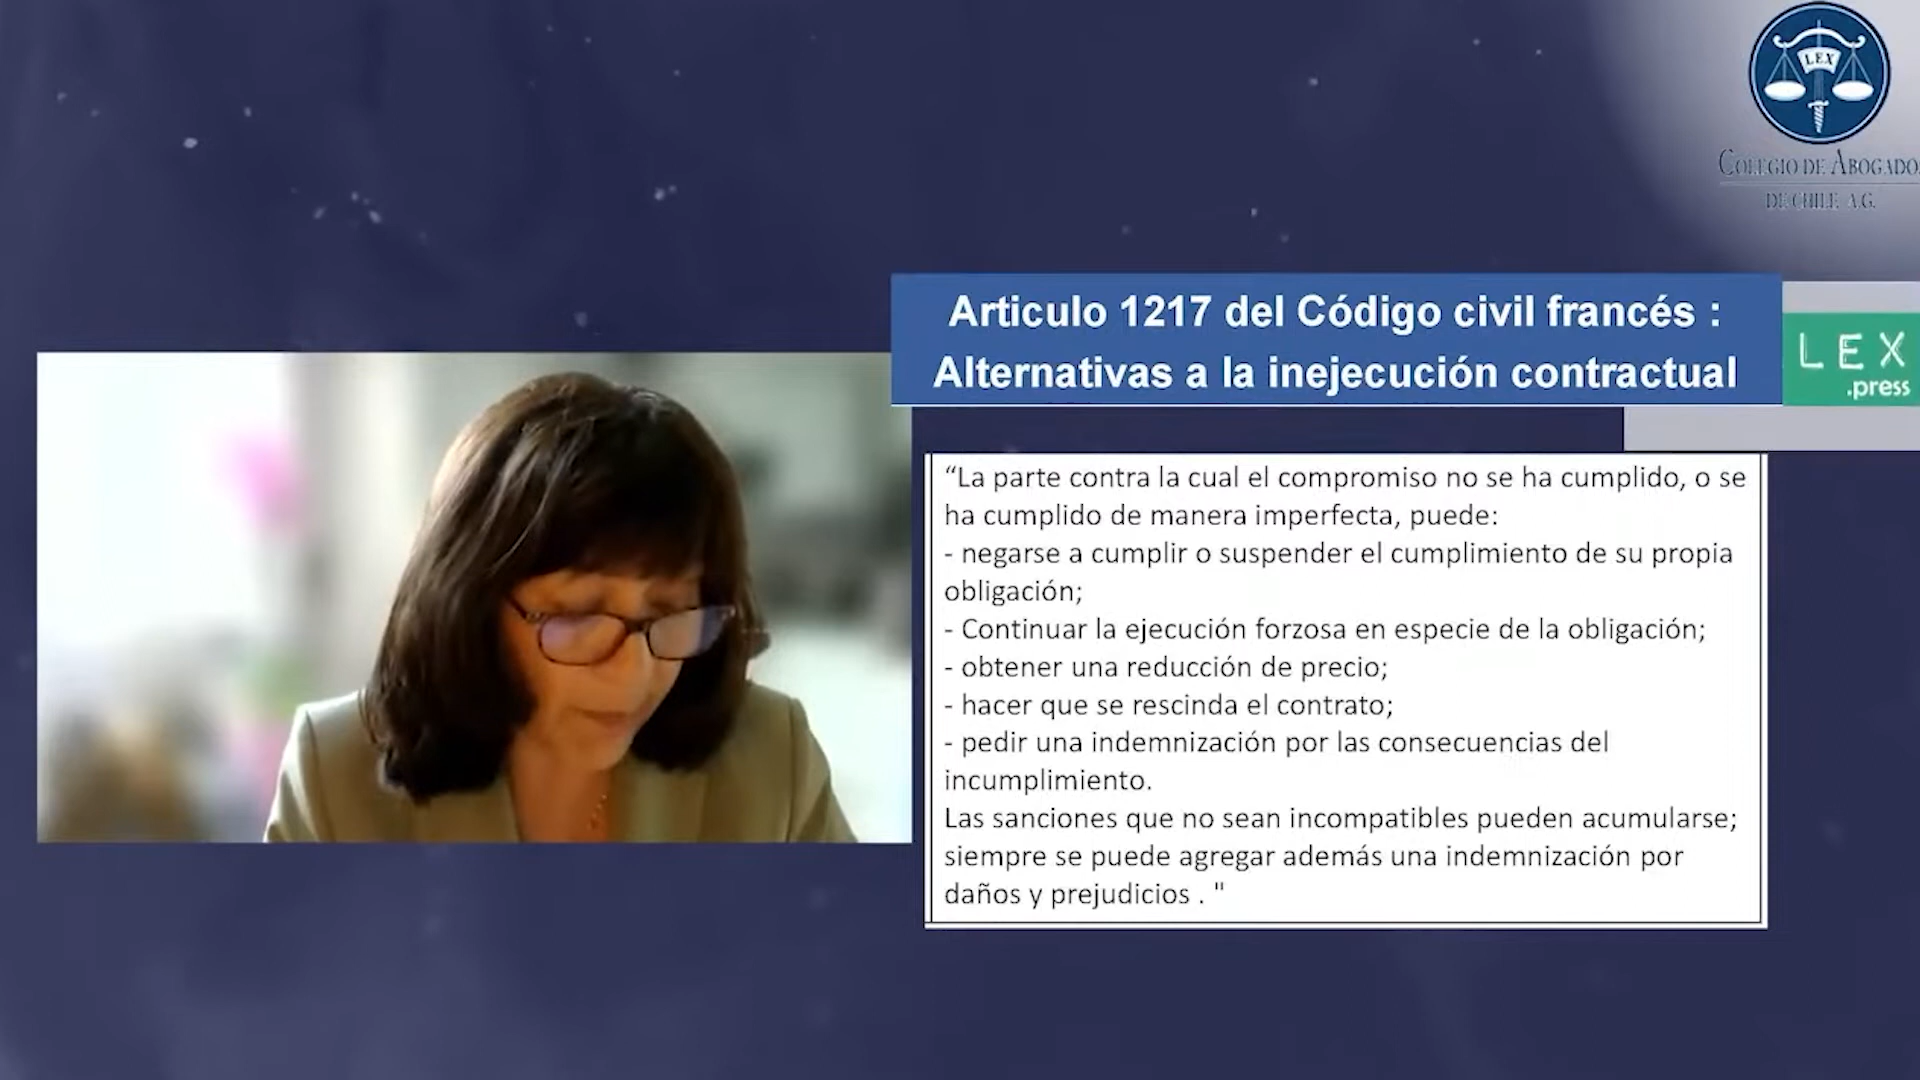 LEX
COLEGIO DE ABOGADO
DE CHILE A.G.
Articulo 1217 del Código civil francés :
Alternativas a la inejecución contractual
LEX
.press
“La parte contra la cual el compromiso no se ha cumplido, o se
ha cumplido de manera imperfecta, puede:
- negarse a cumplir o suspender el cumplimiento de su propia
obligación;
- Continuar la ejecución forzosa en especie de la obligación;
- obtener una reducción de precio;
- hacer que se rescinda el contrato;
- pedir una indemnización por las consecuencias del
incumplimiento.
Las sanciones que no sean incompatibles pueden acumularse;
siempre se puede agregar además una indemnización por
daños y prejudicios . "